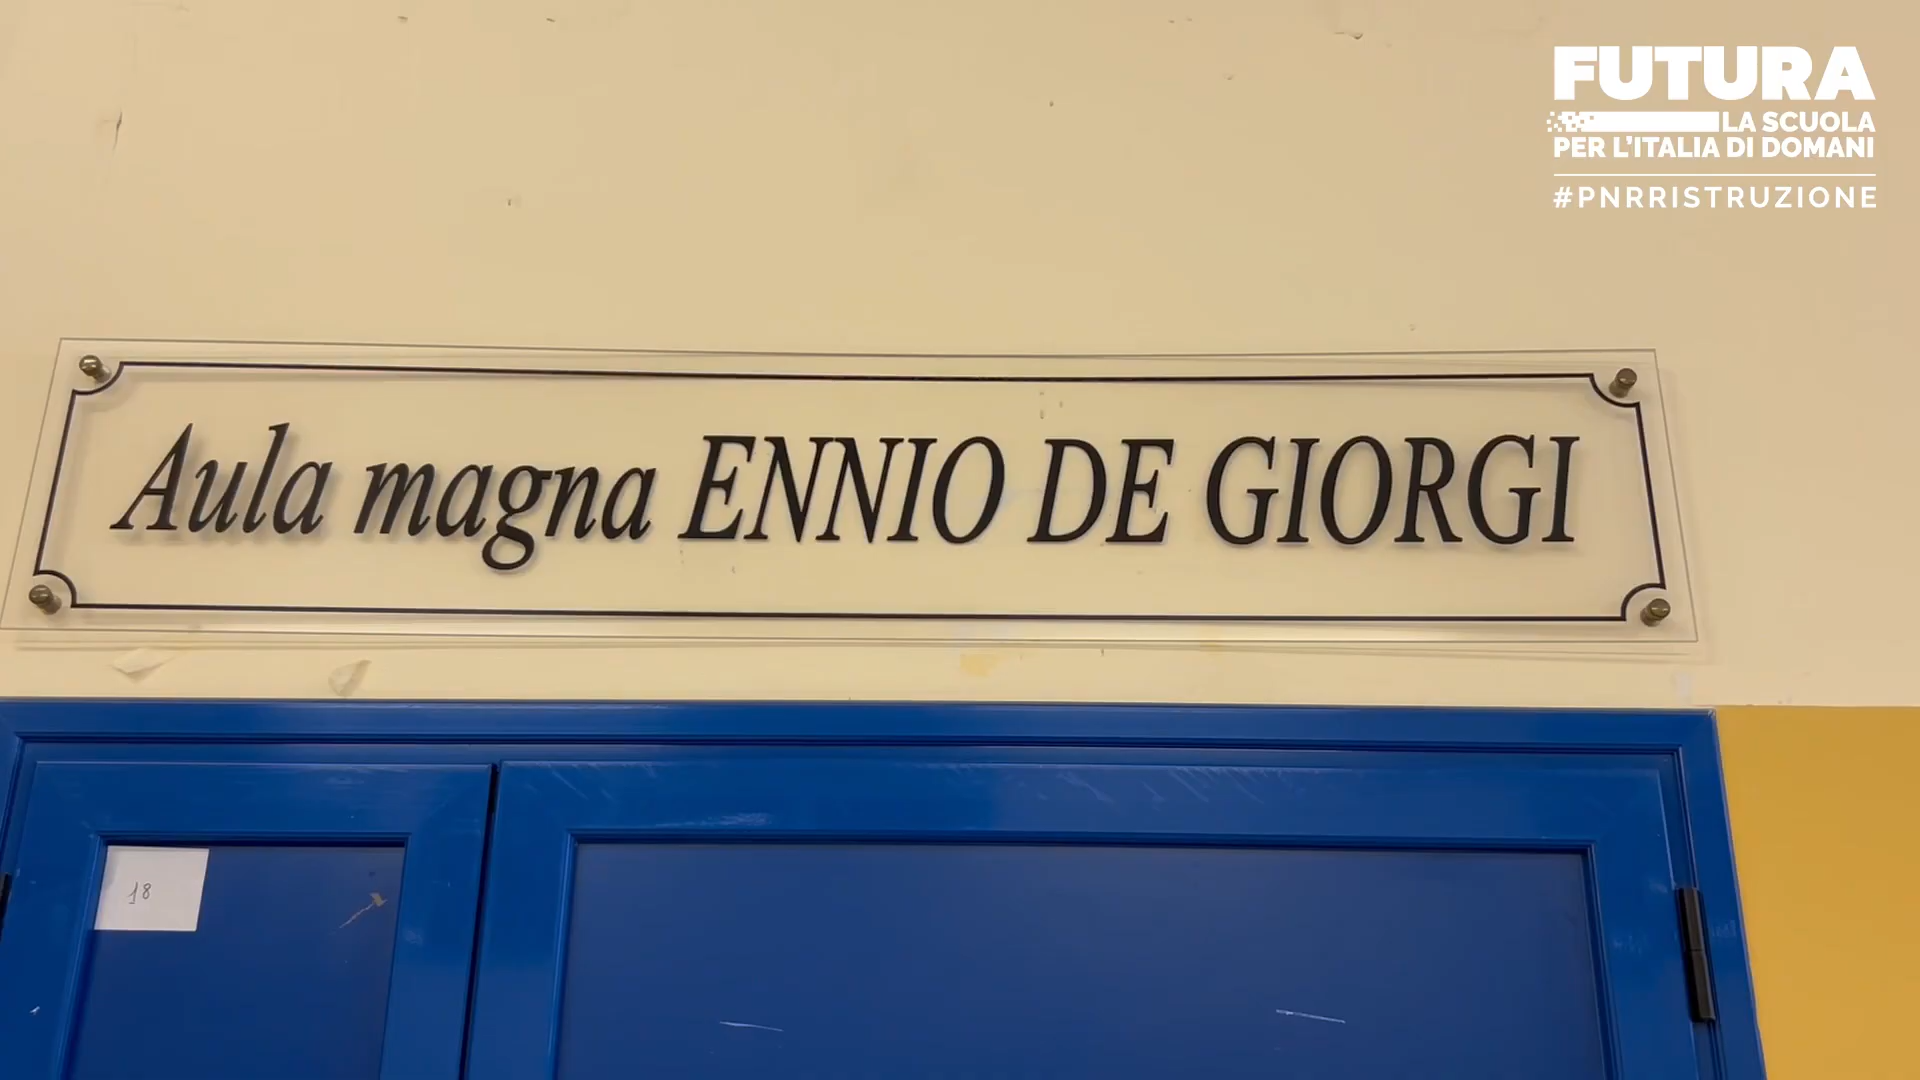 FUTURA
LA SCUOLA
PER L'ITALIA DI DOMANI
#PNRRISTRUZIONE
Aula magna ENNIO DE GIORGI
18